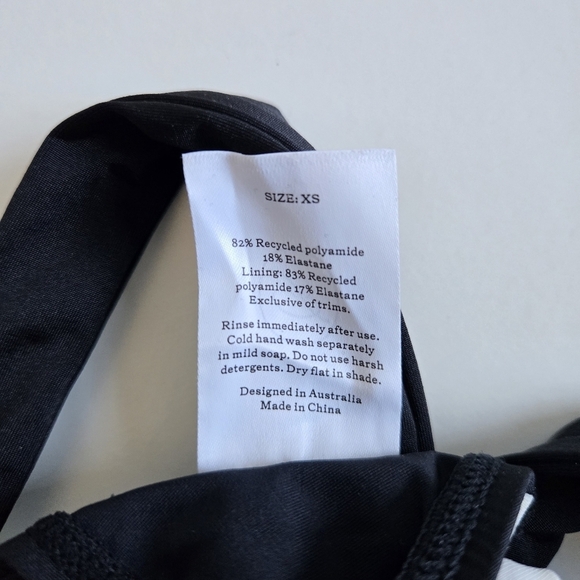 SIZE: XS
82% Recycled polyamide
18% Elastane
Lining: 83% Recycled
polyamide 17% Elastane
Exclusive of trims.
Rinse immediately after use.
Cold hand wash separately
in mild soap. Do not use harsh
detergents. Dry flat in shade.
Designed in Australia
Made in China